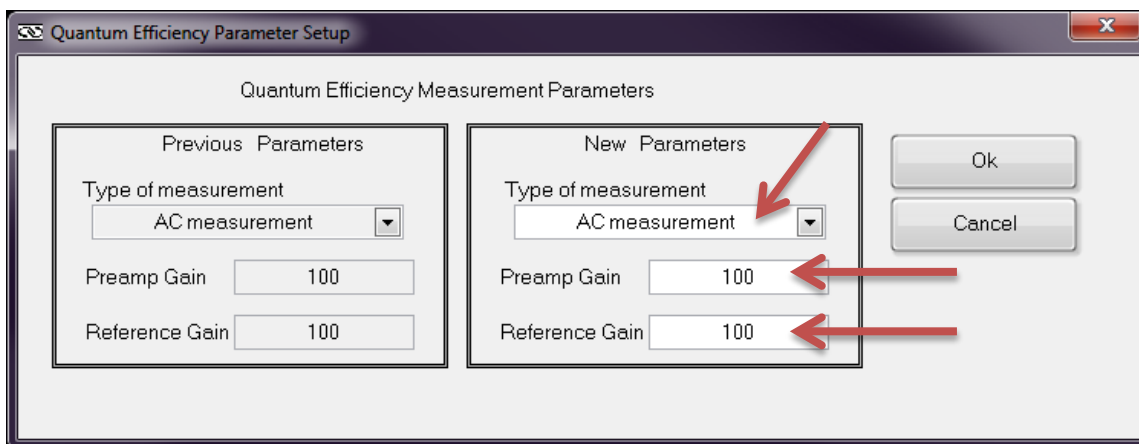 Quantum Efficiency Parameter Setup
Quantum Efficiency Measurement Parameters
Previous Parameters
Type of measurement
AC measurement
Preamp Gain 100
Reference Gain 100
New Parameters
Type of measurement
AC measurement
Preamp Gain 100
Reference Gain 100
Ok
Cancel